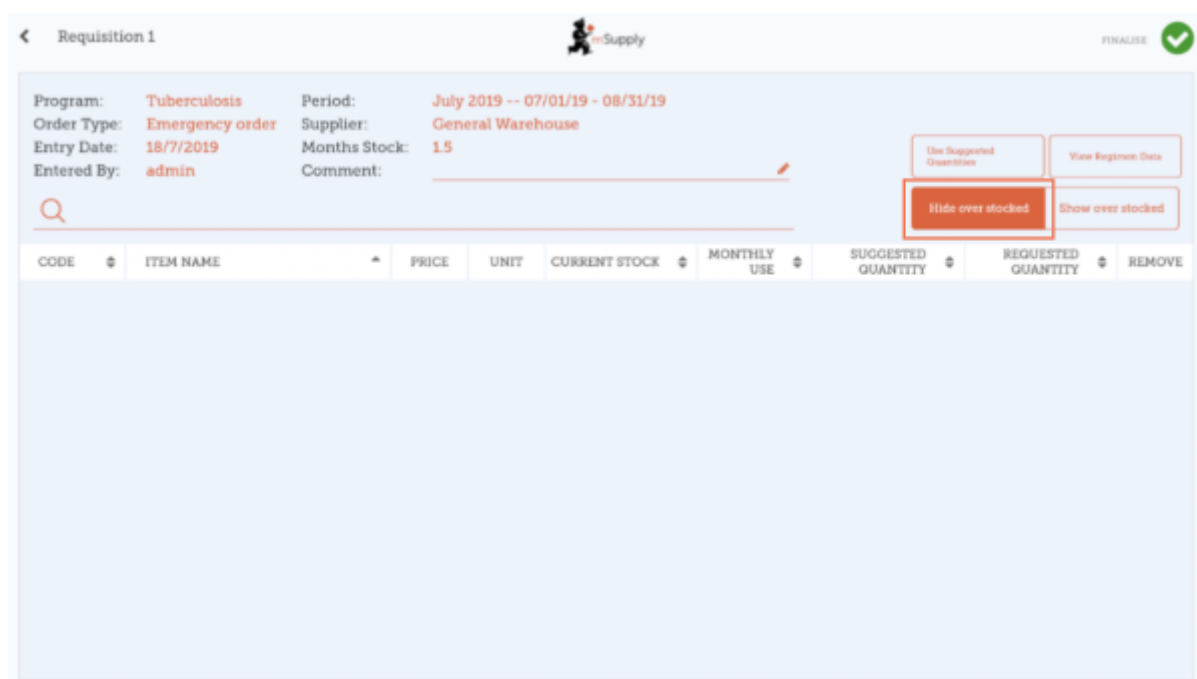 Requisition 1
mSupply
FINALISE
Program: Tuberculosis Period: July 2019 -- 07/01/19 - 08/31/19
Order Type: Emergency order Supplier: General Warehouse
Entry Date: 18/7/2019 Months Stock: 1.5
Entered By: admin Comment:
Use Suggested
Quantities
View Regimen Data
Hide over stocked Show over stocked
CODE ITEM NAME PRICE UNIT CURRENT STOCK MONTHLY USE SUGGESTED QUANTITY REQUESTED QUANTITY REMOVE